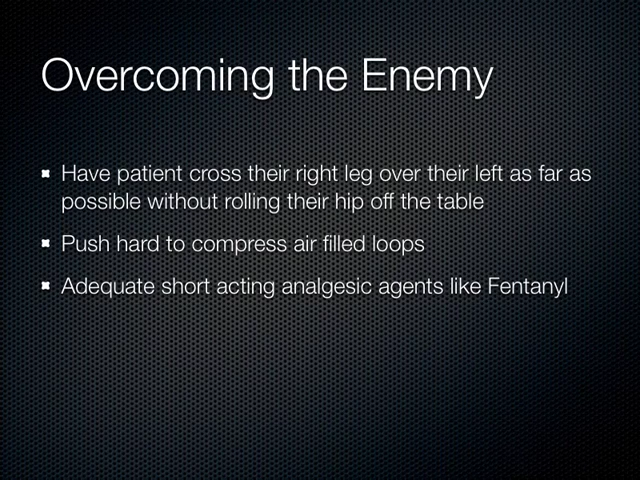 Overcoming the Enemy
Have patient cross their right leg over their left as far as
possible without rolling their hip off the table
Push hard to compress air filled loops
Adequate short acting analgesic agents like Fentanyl